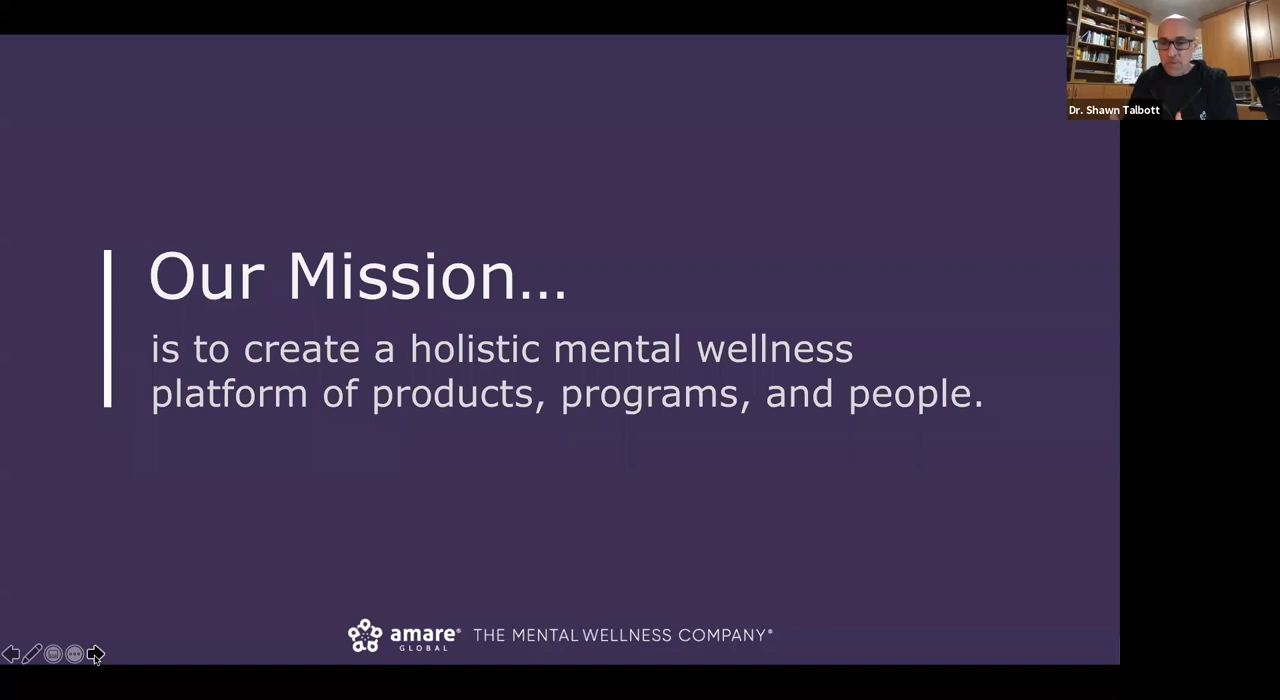 Dr. Shawn Talbott
Our Mission...
is to create a holistic mental wellness
platform of products, programs, and people.
amare® THE MENTAL WELLNESS COMPANY®
GLOBAL